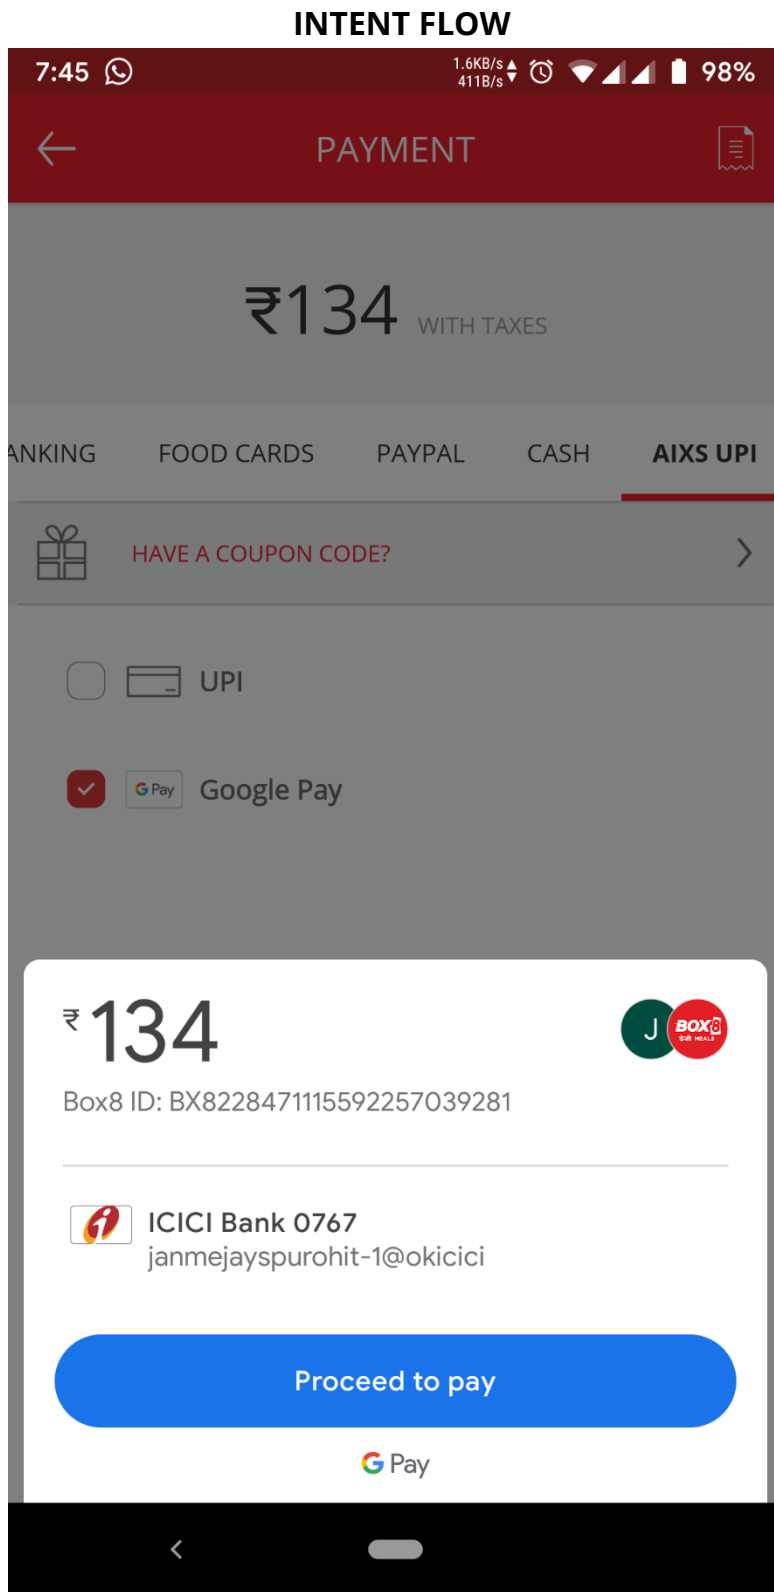 INTENT FLOW
7:45 1.6KB/s 98%
411B/s
PAYMENT
₹134 WITH TAXES
ANKING FOOD CARDS PAYPAL CASH AIXS UPI
HAVE A COUPON CODE?
UPI
G Pay Google Pay
₹134
J BOX8
MEALS
Box8 ID: BX8228471115592257039281
ICICI Bank 0767
janmejayspurohit-1@okicici
Proceed to pay
G Pay